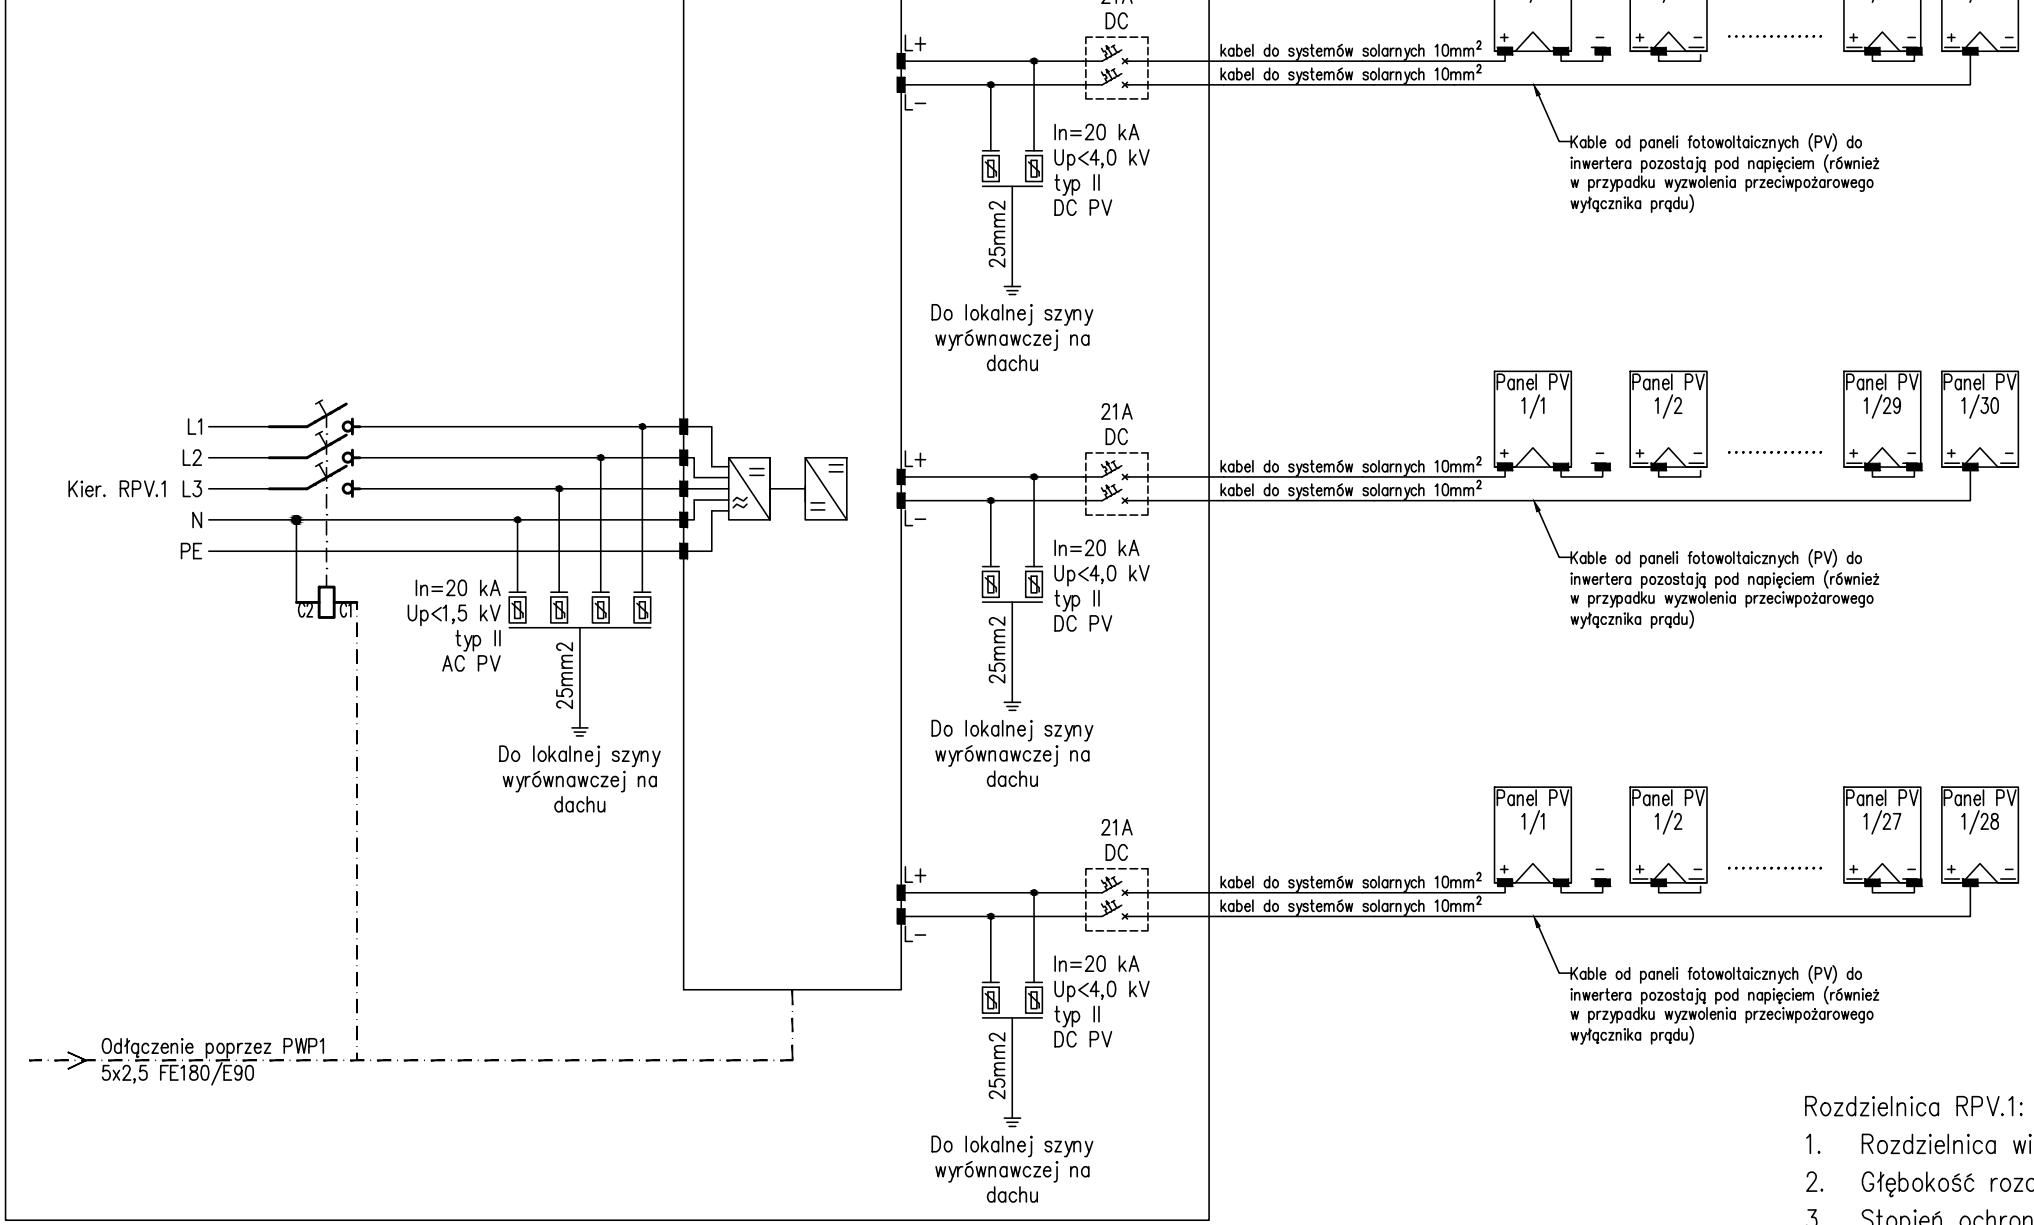 21A
DC
L+
L-
kabel do systemów solarnych 10mm²
kabel do systemów solarnych 10mm²
+
-
+
-
+
-
+
-
In=20 kA
Up<4,0 kV
typ II
DC PV
25mm2
Do lokalnej szyny
wyrównawczej na
dachu
Kable od paneli fotowoltaicznych (PV) do
inwertera pozostają pod napięciem (również
w przypadku wyzwolenia przeciwpożarowego
wyłącznika prądu)
Kier. RPV.1
L1
L2
L3
N
PE
C2
C1
In=20 kA
Up<1,5 kV
typ II
AC PV
25mm2
Do lokalnej szyny
wyrównawczej na
dachu
21A
DC
L+
L-
kabel do systemów solarnych 10mm²
kabel do systemów solarnych 10mm²
Panel PV
1/1
+
-
Panel PV
1/2
+
-
Panel PV
1/29
+
-
Panel PV
1/30
+
-
In=20 kA
Up<4,0 kV
typ II
DC PV
25mm2
Do lokalnej szyny
wyrównawczej na
dachu
Kable od paneli fotowoltaicznych (PV) do
inwertera pozostają pod napięciem (również
w przypadku wyzwolenia przeciwpożarowego
wyłącznika prądu)
21A
DC
L+
L-
kabel do systemów solarnych 10mm²
kabel do systemów solarnych 10mm²
Panel PV
1/1
+
-
Panel PV
1/2
+
-
Panel PV
1/27
+
-
Panel PV
1/28
+
-
In=20 kA
Up<4,0 kV
typ II
DC PV
25mm2
Do lokalnej szyny
wyrównawczej na
dachu
Kable od paneli fotowoltaicznych (PV) do
inwertera pozostają pod napięciem (również
w przypadku wyzwolenia przeciwpożarowego
wyłącznika prądu)
Odłączenie poprzez PWP1
5x2,5 FE180/E90
Rozdzielnica RPV.1:
1. Rozdzielnica
2. Głębokość
3. Stopień